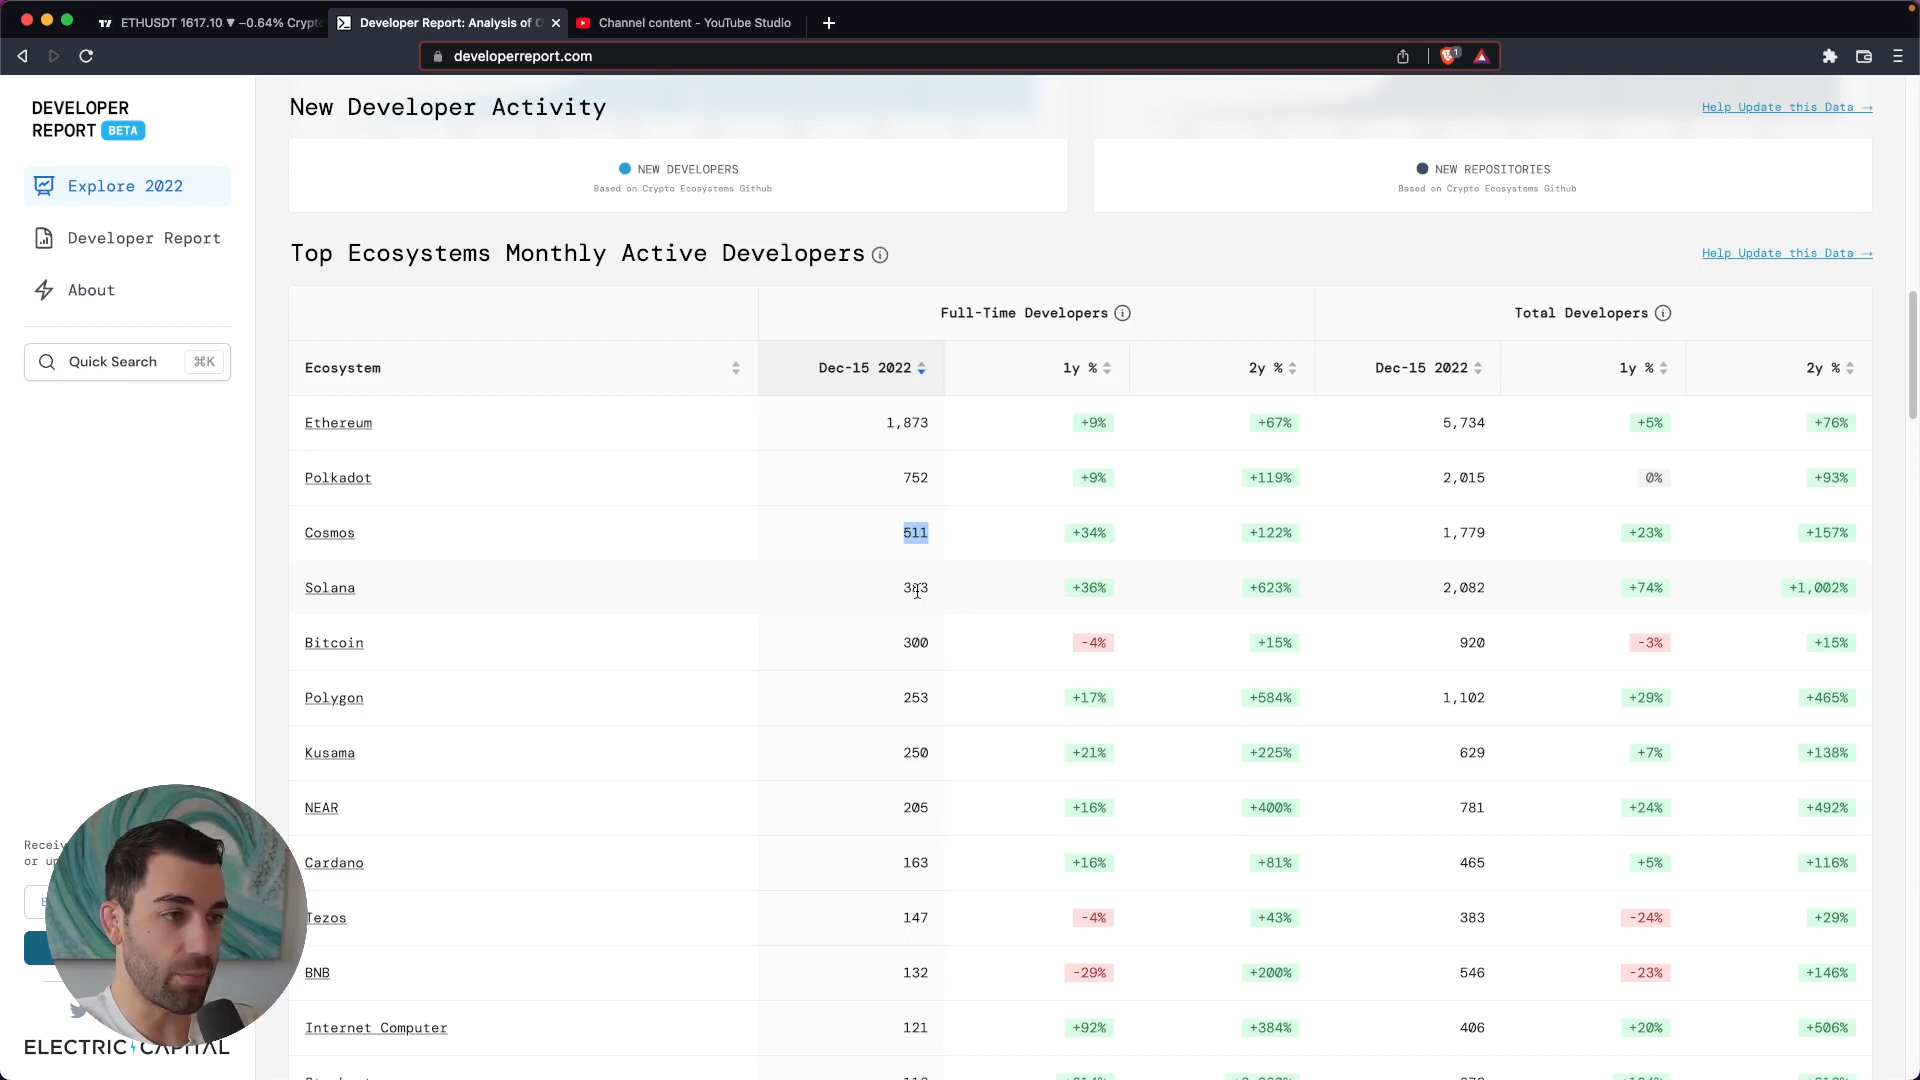 ETHUSDT 1617.10 ▼ −0.64% Crypto
Developer Report: Analysis of
Channel content - YouTube Studio
developerreport.com
1
DEVELOPER
REPORT BETA
Explore 2022
Developer Report
About
Quick Search ⌘K
ELECTRIC CAPITAL
New Developer Activity
Help Update this Data →
NEW DEVELOPERS
Based on Crypto Ecosystems Github
NEW REPOSITORIES
Based on Crypto Ecosystems Github
Top Ecosystems Monthly Active Developers
Help Update this Data →
Full-Time Developers Total Developers
Ecosystem Dec-15 2022 1y % 2y % Dec-15 2022 1y % 2y %
Ethereum 1,873 +9% +67% 5,734 +5% +76%
Polkadot 752 +9% +119% 2,015 0% +93%
Cosmos 511 +34% +122% 1,779 +23% +157%
Solana +36% +623% 2,082 +74% +1,002%
Bitcoin 300 -4% +15% 920 -3% +15%
Polygon 253 +17% +584% 1,102 +29% +465%
Kusama 250 +21% +225% 629 +7% +138%
NEAR 205 +16% +400% 781 +24% +492%
Cardano 163 +16% +81% 465 +5% +116%
Tezos 147 -4% +43% 383 -24% +29%
BNB 132 -29% +200% 546 -23% +146%
Internet Computer 121 +92% +384% 406 +20% +506%